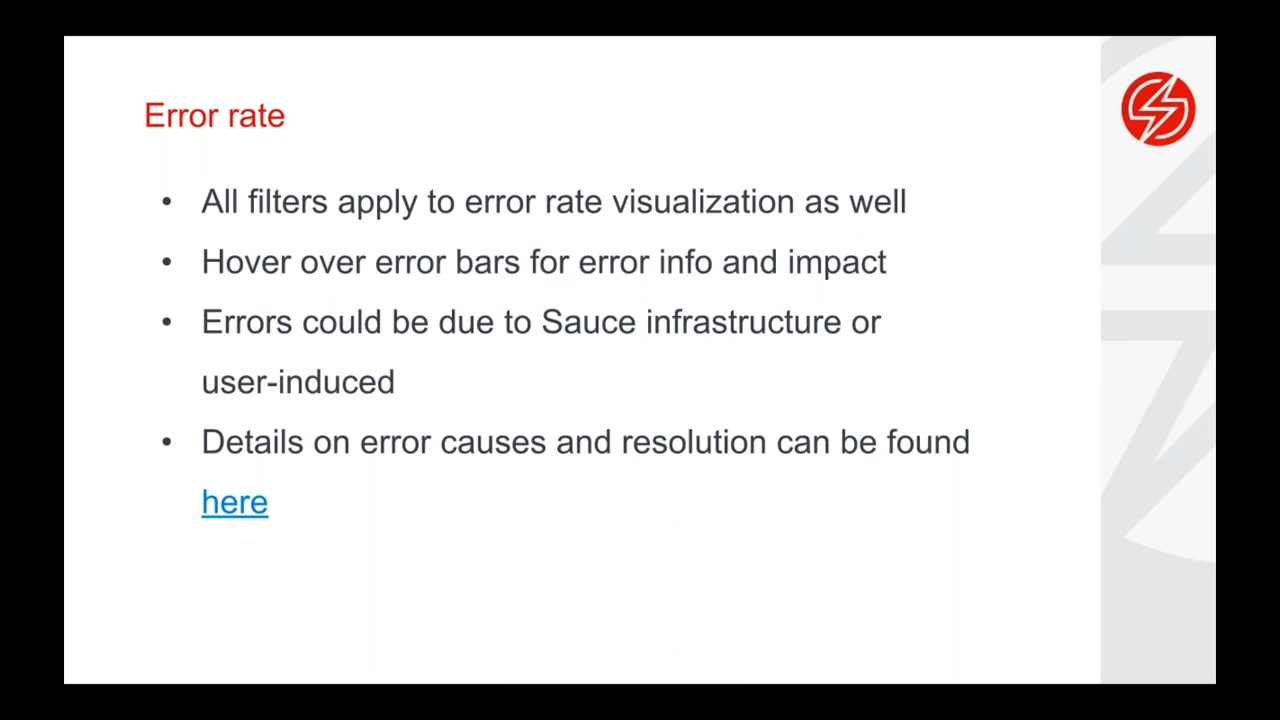 Error rate
• All filters apply to error rate visualization as well
• Hover over error bars for error info and impact
• Errors could be due to Sauce infrastructure or
user-induced
• Details on error causes and resolution can be found
here